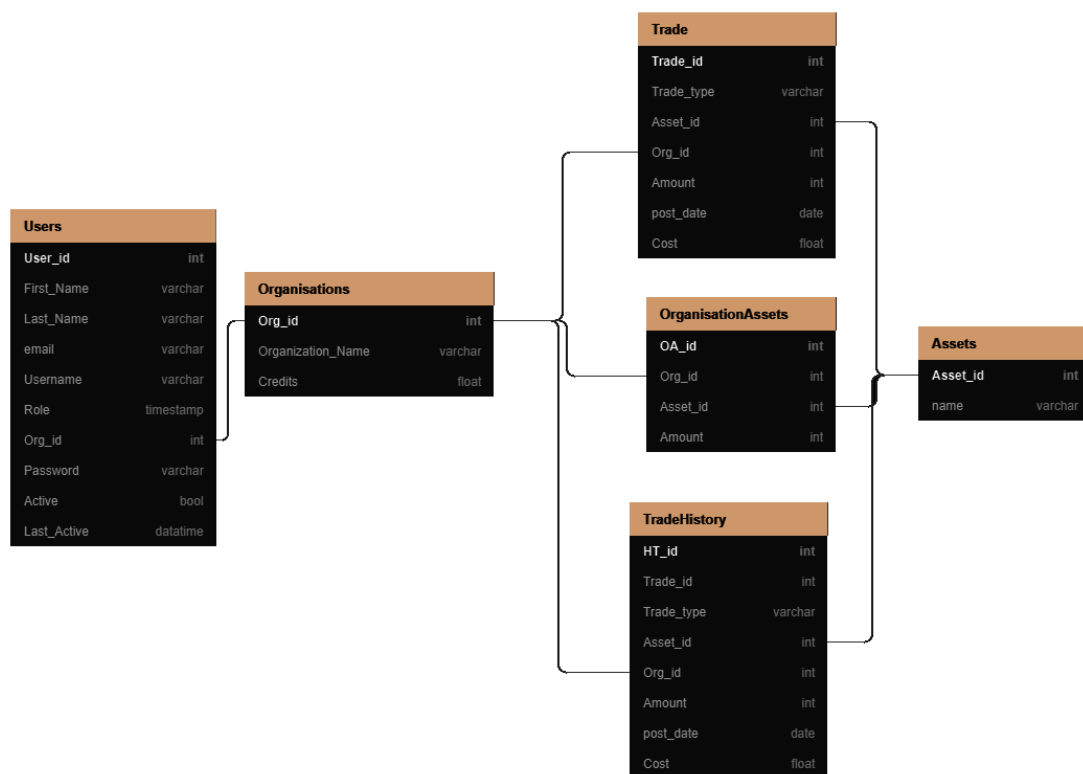 Users
User_id int
First_Name varchar
Last_Name varchar
email varchar
Username varchar
Role timestamp
Org_id int
Password varchar
Active bool
Last_Active datatime
Organisations
Org_id int
Organization_Name varchar
Credits float
Trade
Trade_id int
Trade_type varchar
Asset_id int
Org_id int
Amount int
post_date date
Cost float
OrganisationAssets
OA_id int
Org_id int
Asset_id int
Amount int
TradeHistory
HT_id int
Trade_id int
Trade_type varchar
Asset_id int
Org_id int
Amount int
post_date date
Cost float
Assets
Asset_id int
name varchar